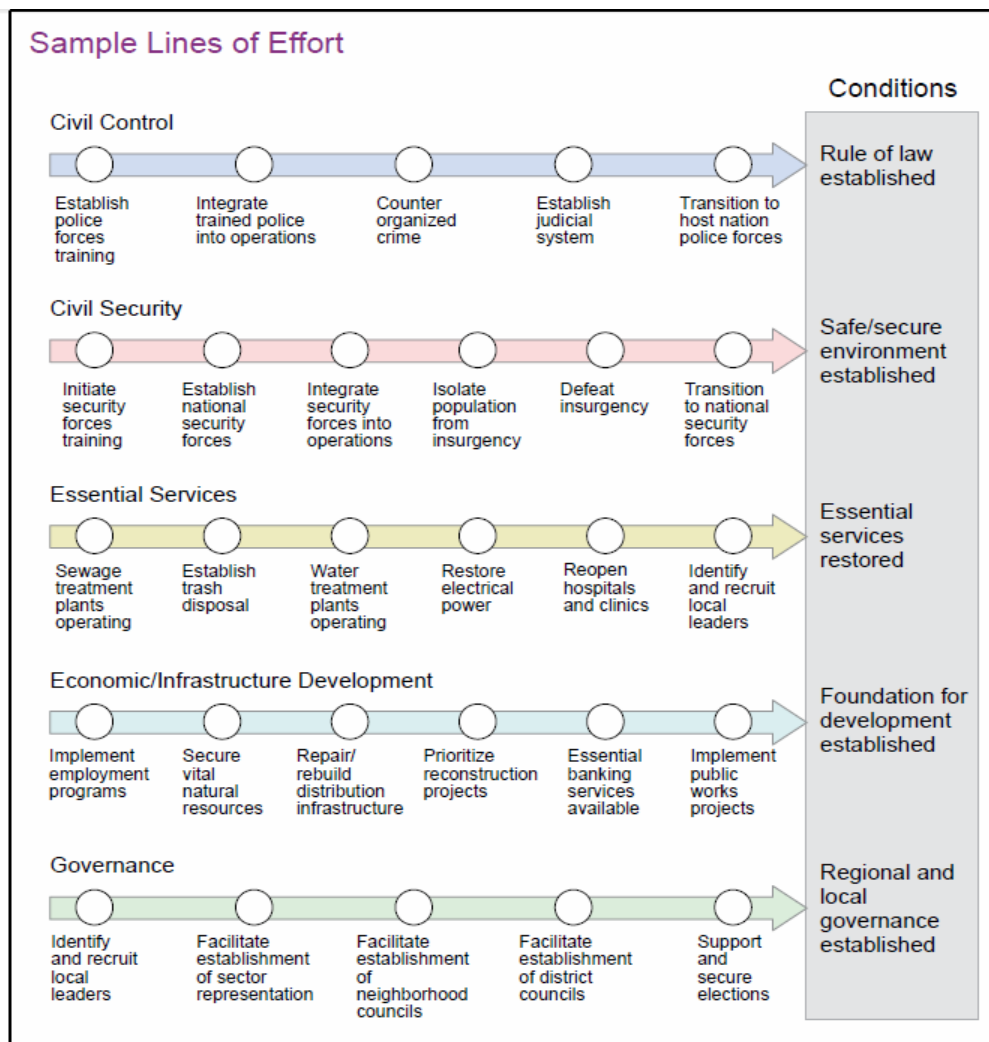 Sample Lines of Effort
Conditions
Civil Control
Establish
police
forces
training
Integrate
trained police
into operations
Counter
organized
crime
Establish
judicial
system
Transition to
host nation
police forces
Rule of law
established
Civil Security
Initiate
security
forces
training
Establish
national
security
forces
Integrate
security
forces into
operations
Isolate
population
from
insurgency
Defeat
insurgency
Transition
to national
security
forces
Safe/secure
environment
established
Essential Services
Sewage
treatment
plants
operating
Establish
trash
disposal
Water
treatment
plants
operating
Restore
electrical
power
Reopen
hospitals
and clinics
Identify
and recruit
local
leaders
Essential
services
restored
Economic/Infrastructure Development
Implement
employment
programs
Secure
vital
natural
resources
Repair/
rebuild
distribution
infrastructure
Prioritize
reconstruction
projects
Essential
banking
services
available
Implement
public
works
projects
Foundation for
development
established
Governance
Identify
and recruit
local
leaders
Facilitate
establishment
of sector
representation
Facilitate
establishment
of
neighborhood
councils
Facilitate
establishment
of district
councils
Support
and
secure
elections
Regional and
local
governance
established